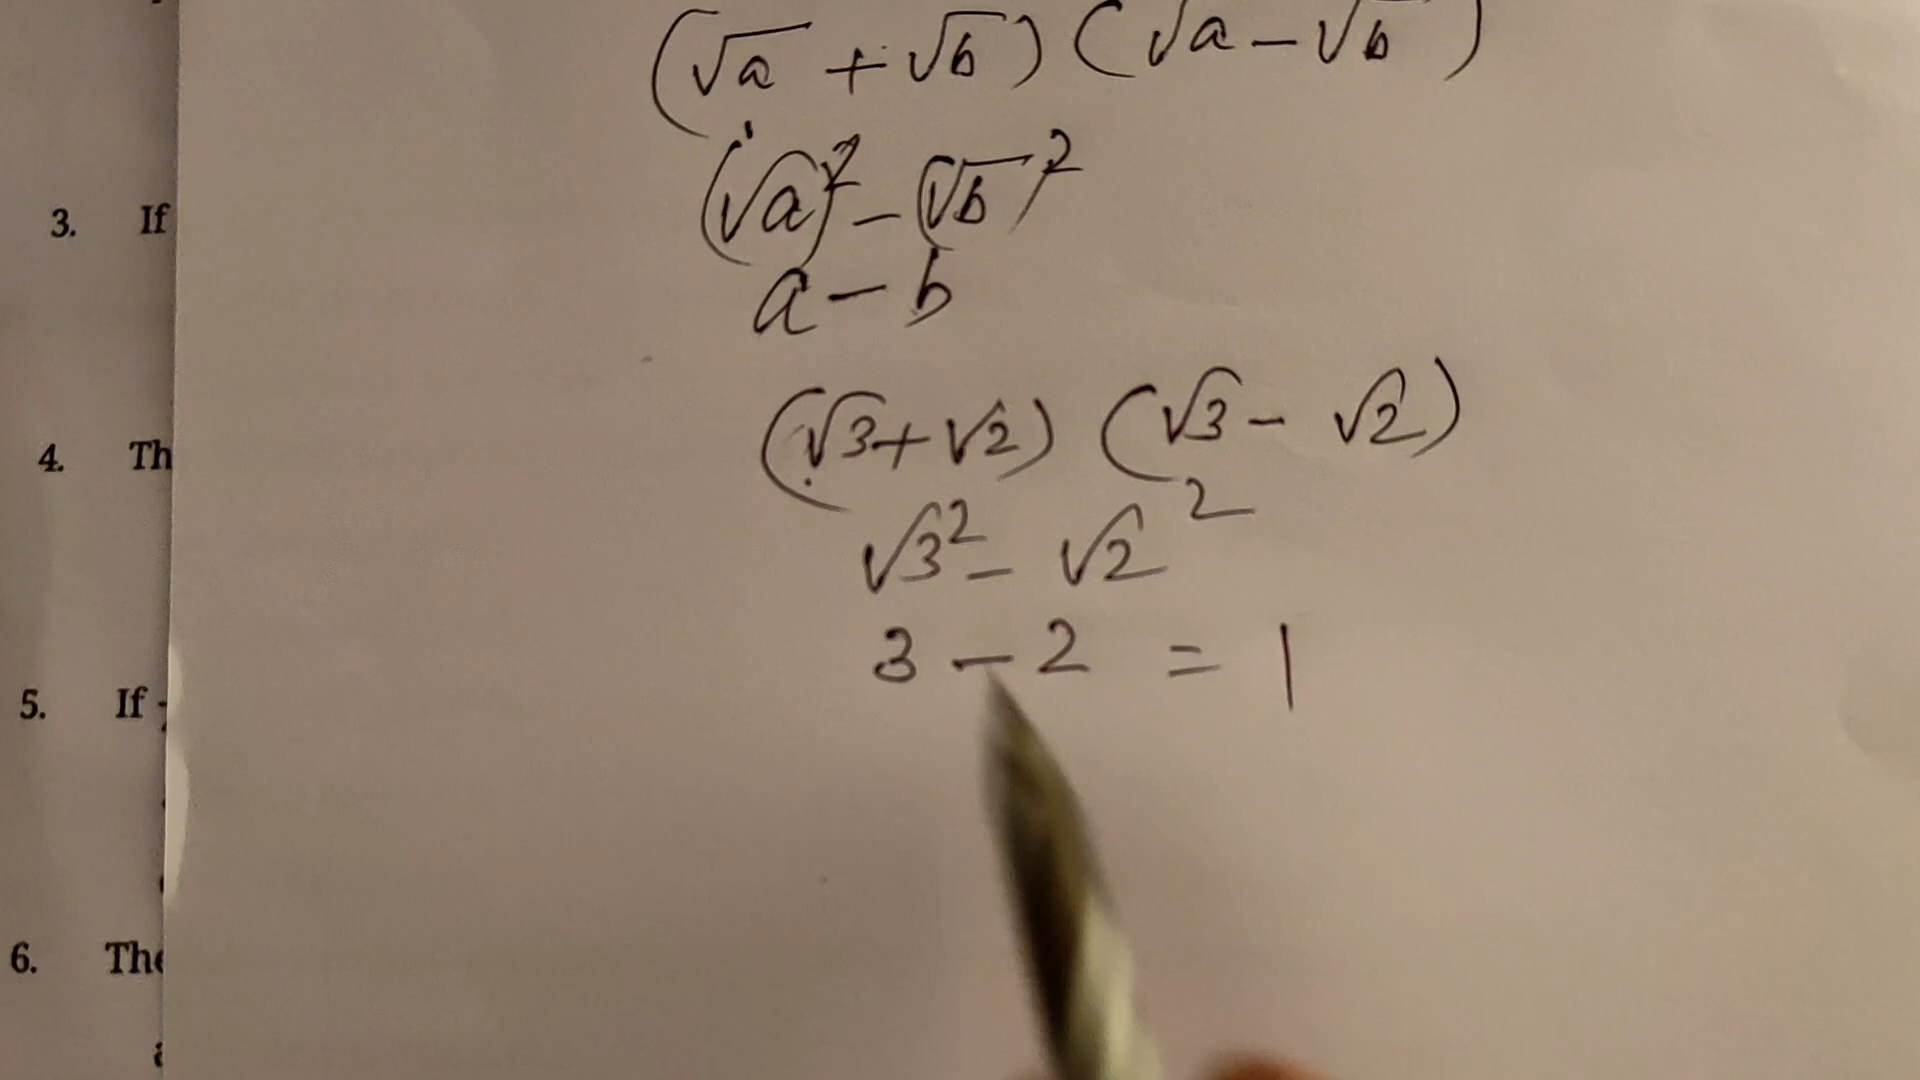 (√a + √b) (√a - √b)
(√a)² - (√b)²
a - b
(√3 + √2) (√3 - √2)
√3² - √2²
3 - 2 = 1
3. If
4. Th
5. If
6. The